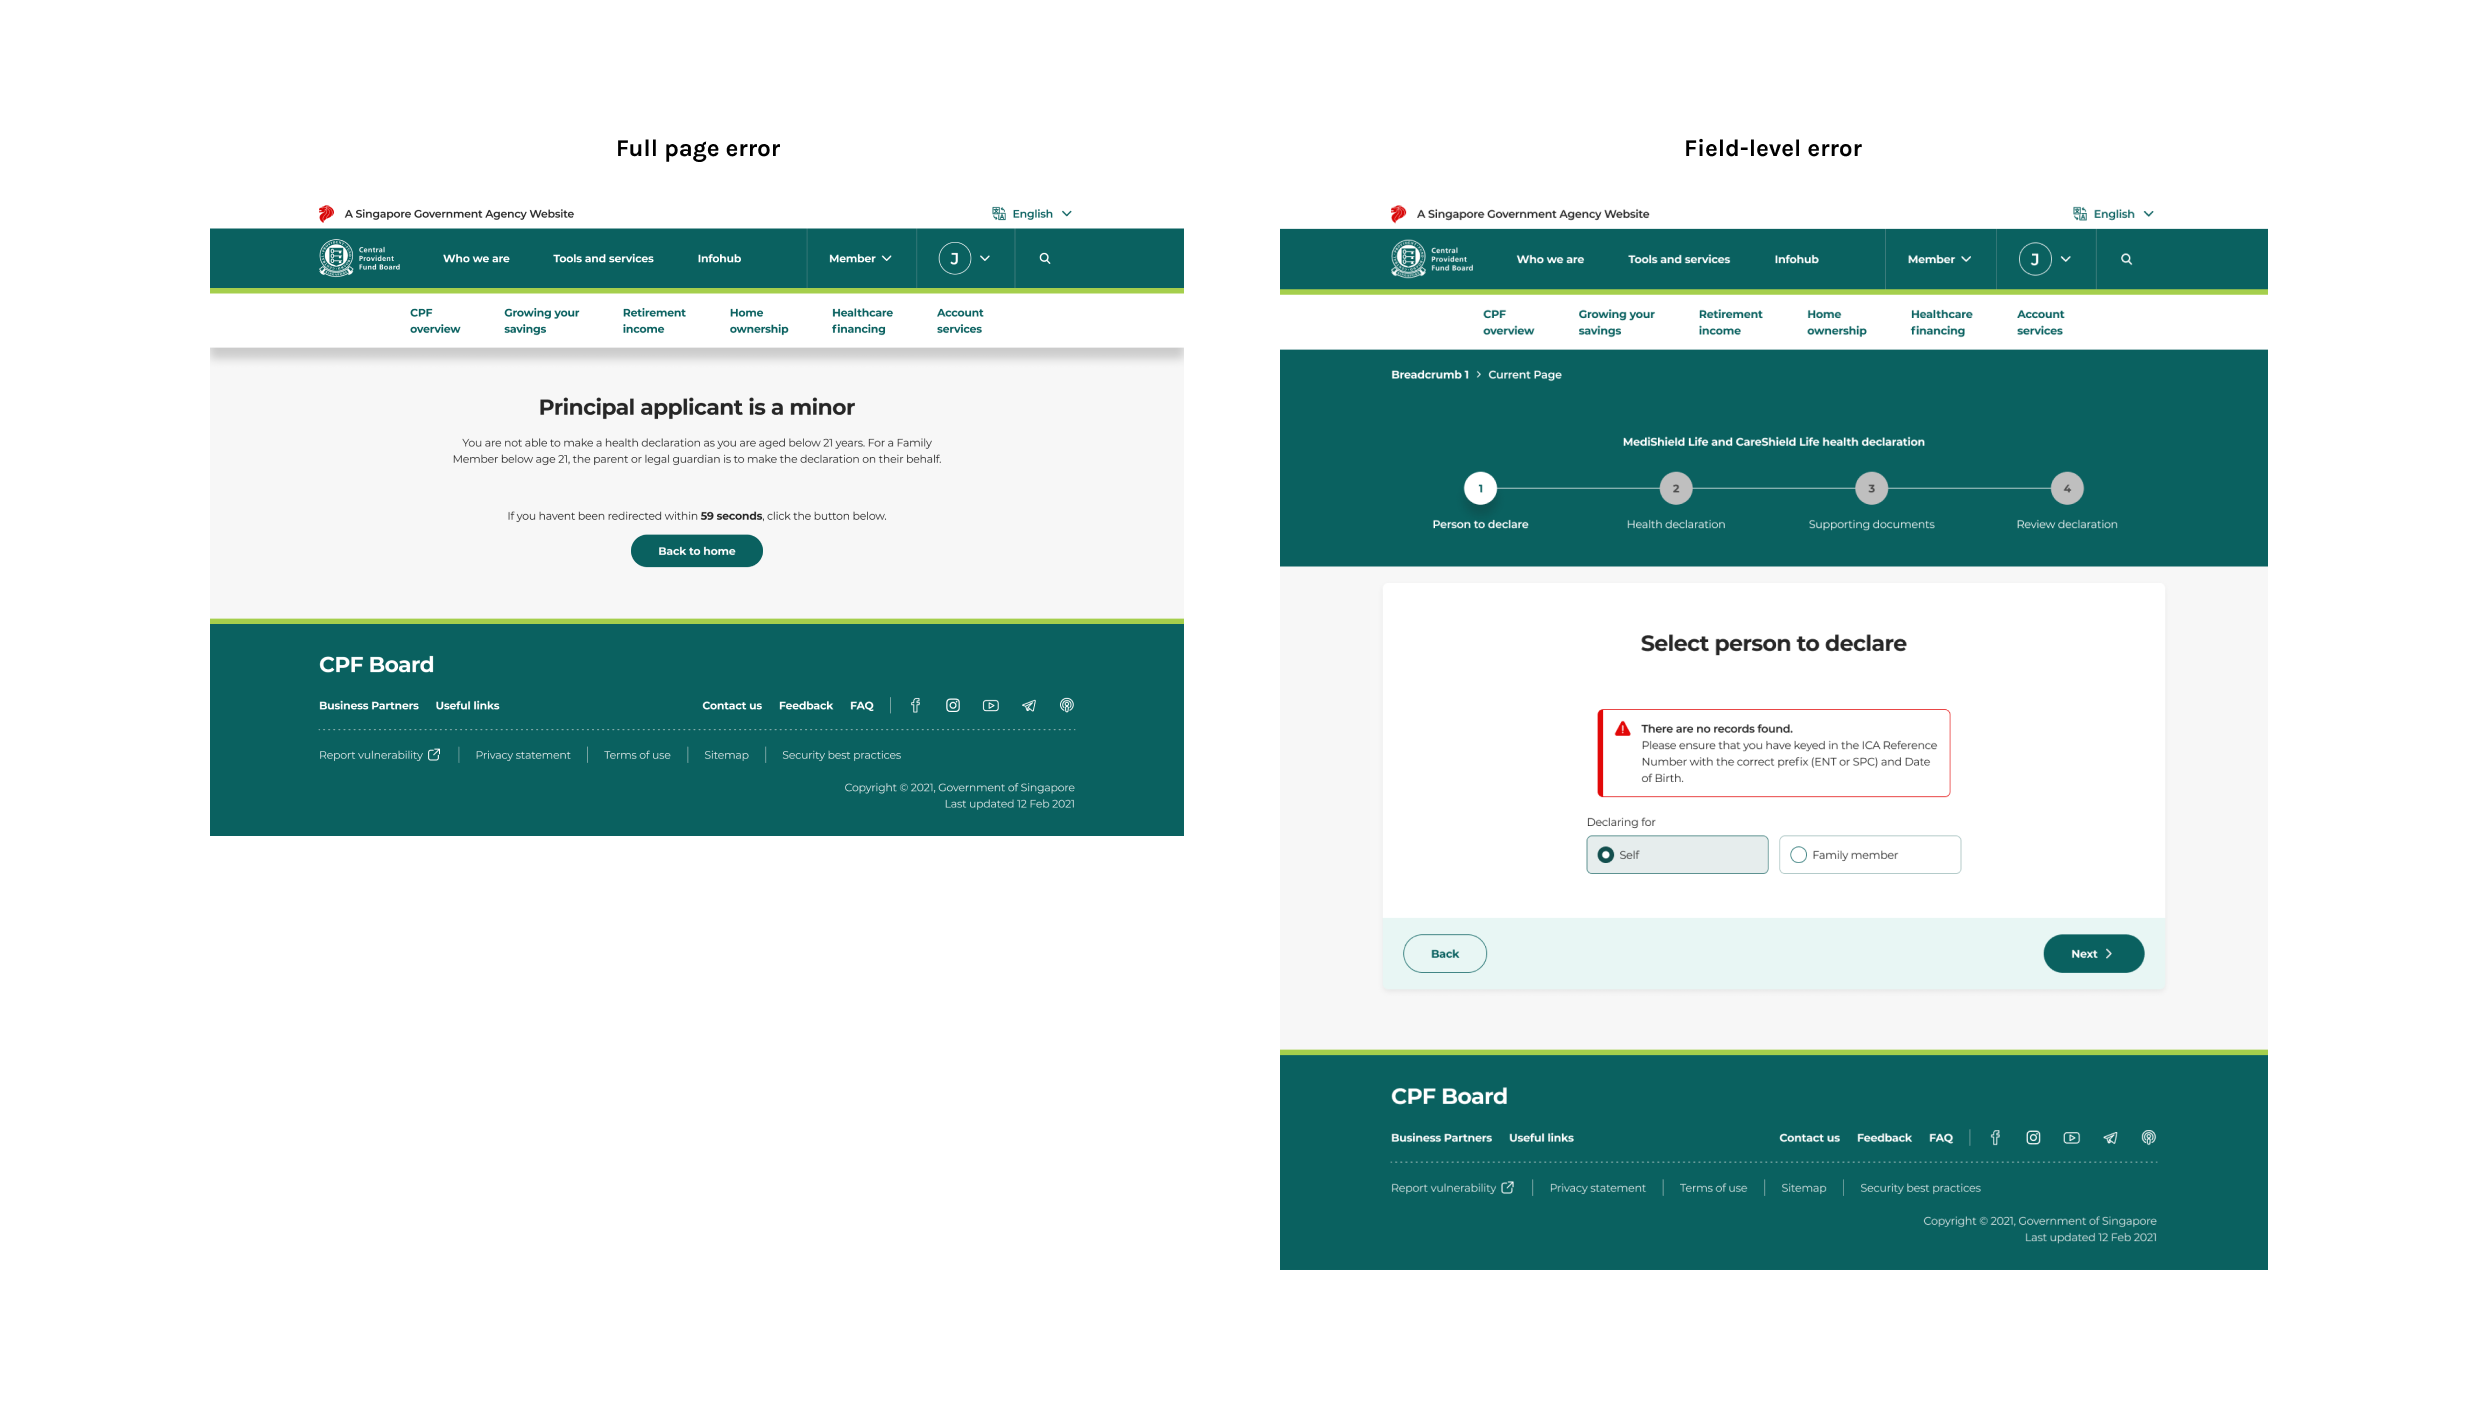 Full page error
A Singapore Government Agency Website
English
Central
Provident
Fund Board
Who we are
Tools and services
Infohub
Member
J
CPF
overview
Growing your
savings
Retirement
income
Home
ownership
Healthcare
financing
Account
services
Principal applicant is a minor
You are not able to make a health declaration as you are aged below 21 years. For a Family
Member below age 21, the parent or legal guardian is to make the declaration on their behalf.
If you havent been redirected within 59 seconds, click the button below.
Back to home
CPF Board
Business Partners
Useful links
Contact us
Feedback
FAQ
Report vulnerability
Privacy statement
Terms of use
Sitemap
Security best practices
Copyright © 2021, Government of Singapore
Last updated 12 Feb 2021
Field-level error
A Singapore Government Agency Website
English
Central
Provident
Fund Board
Who we are
Tools and services
Infohub
Member
J
CPF
overview
Growing your
savings
Retirement
income
Home
ownership
Healthcare
financing
Account
services
Breadcrumb 1 > Current Page
MediShield Life and CareShield Life health declaration
1
Person to declare
2
Health declaration
3
Supporting documents
4
Review declaration
Select person to declare
There are no records found.
Please ensure that you have keyed in the ICA Reference
Number with the correct prefix (ENT or SPC) and Date
of Birth.
Declaring for
Self
Family member
Back
Next
CPF Board
Business Partners
Useful links
Contact us
Feedback
FAQ
Report vulnerability
Privacy statement
Terms of use
Sitemap
Security best practices
Copyright © 2021, Government of Singapore
Last updated 12 Feb 2021